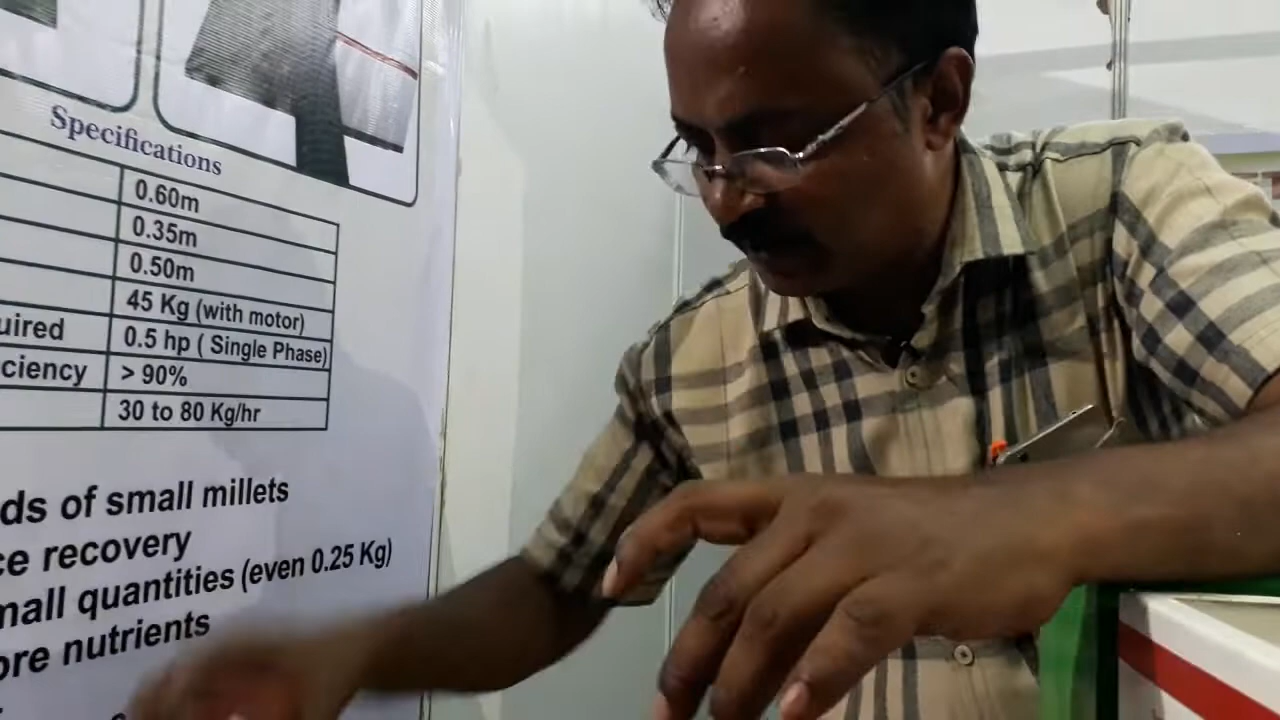 Specifications
0.60m
0.35m
0.50m
45 Kg (with motor)
uired 0.5 hp ( Single Phase)
ciency > 90%
30 to 80 Kg/hr
ds of small millets
ce recovery
mall quantities (even 0.25 Kg)
ore nutrients